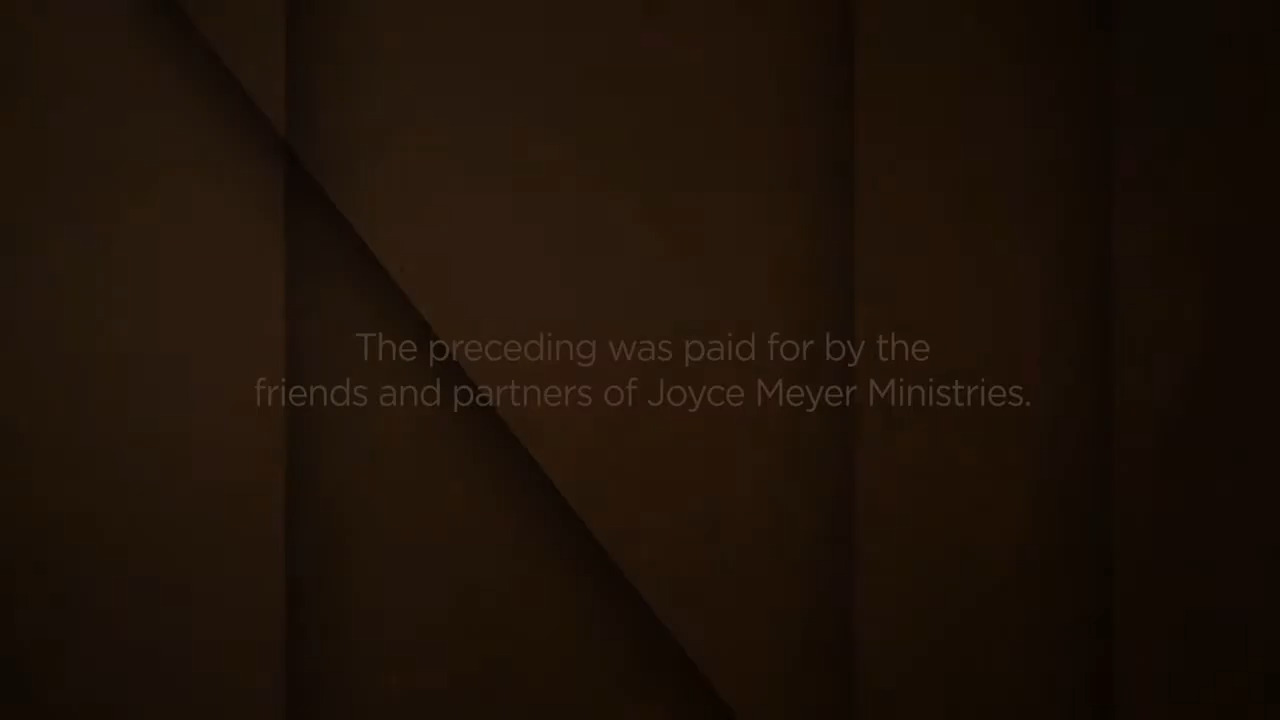 The preceding was paid for by the
friends and partners of Joyce Meyer Ministries.